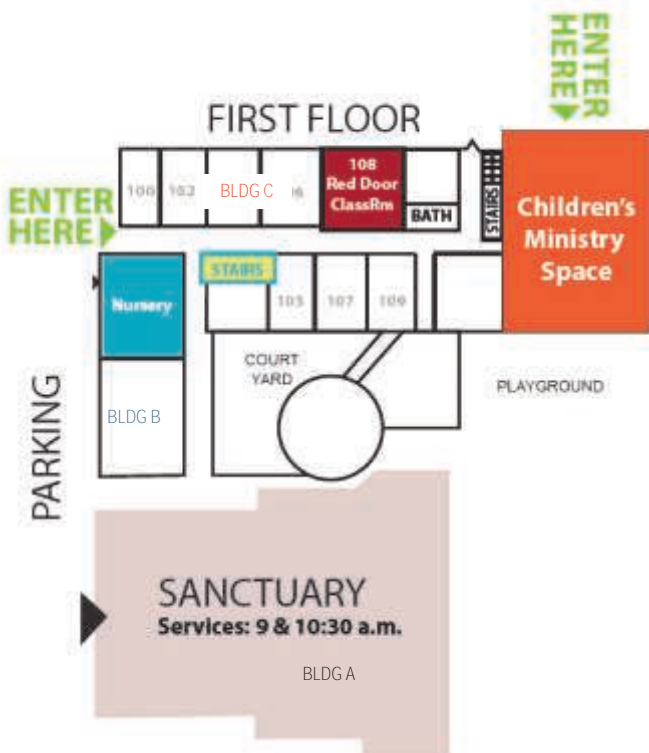 ENTER
HERE
FIRST FLOOR
ENTER
HERE
100
102
BLDG C
108
Red Door
ClassRm
BATH
STAIRS
Children's
Ministry
Space
Nursery
STAIRS
105
107
109
COURT
YARD
PLAYGROUND
BLDG B
PARKING
SANCTUARY
Services: 9 & 10:30 a.m.
BLDG A